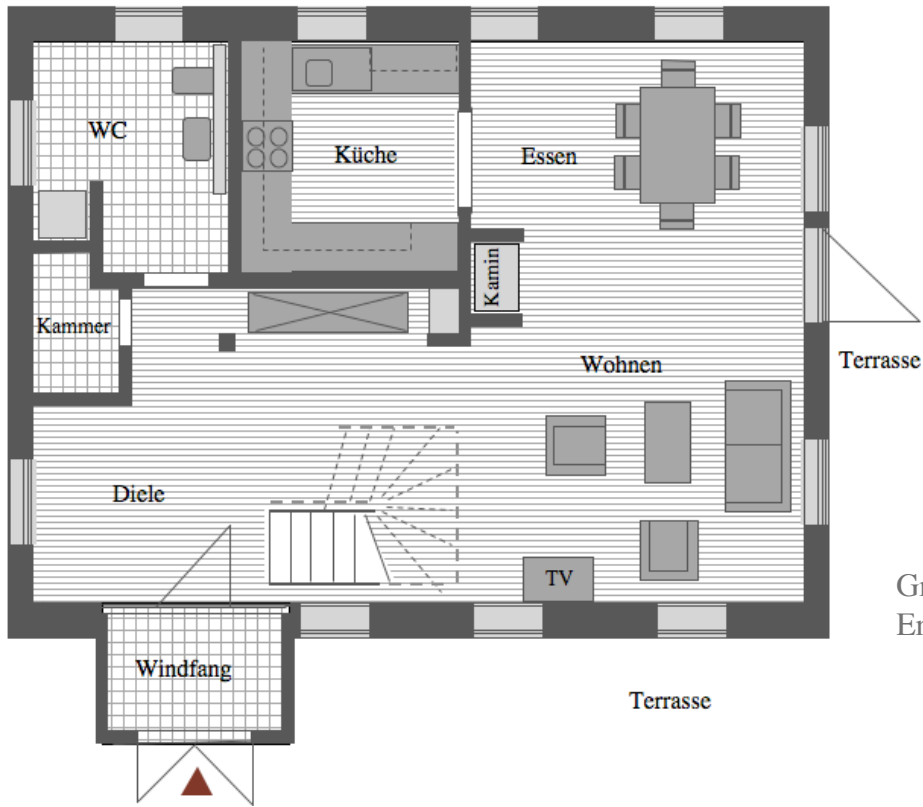 WC
Küche
Essen
Kamin
Kammer
Wohnen
Terrasse
Diele
TV
Windfang
Terrasse